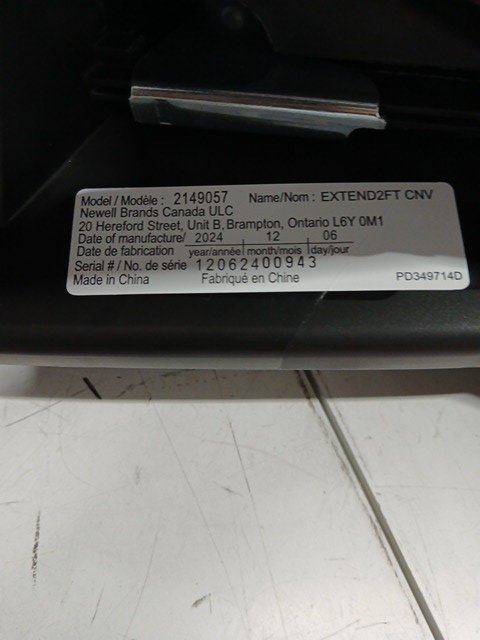 Model / Modèle : 2149057 Name/Nom : EXTEND2FT CNV
Newell Brands Canada ULC
20 Hereford Street, Unit B, Brampton, Ontario L6Y 0M1
Date of manufacture/ 2024 12 06
Date de fabrication year/année month/mois day/jour
Serial # / No. de série 12062400943
Made in China Fabriqué en Chine PD349714D